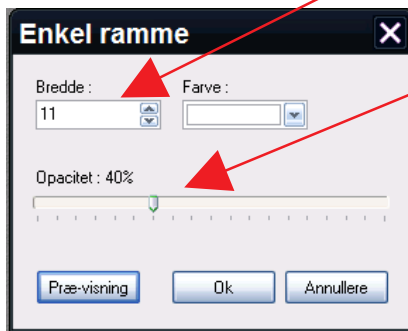 Enkel ramme
Bredde : Farve :
11
Opacitet : 40%
Præ-visning Ok Annullere